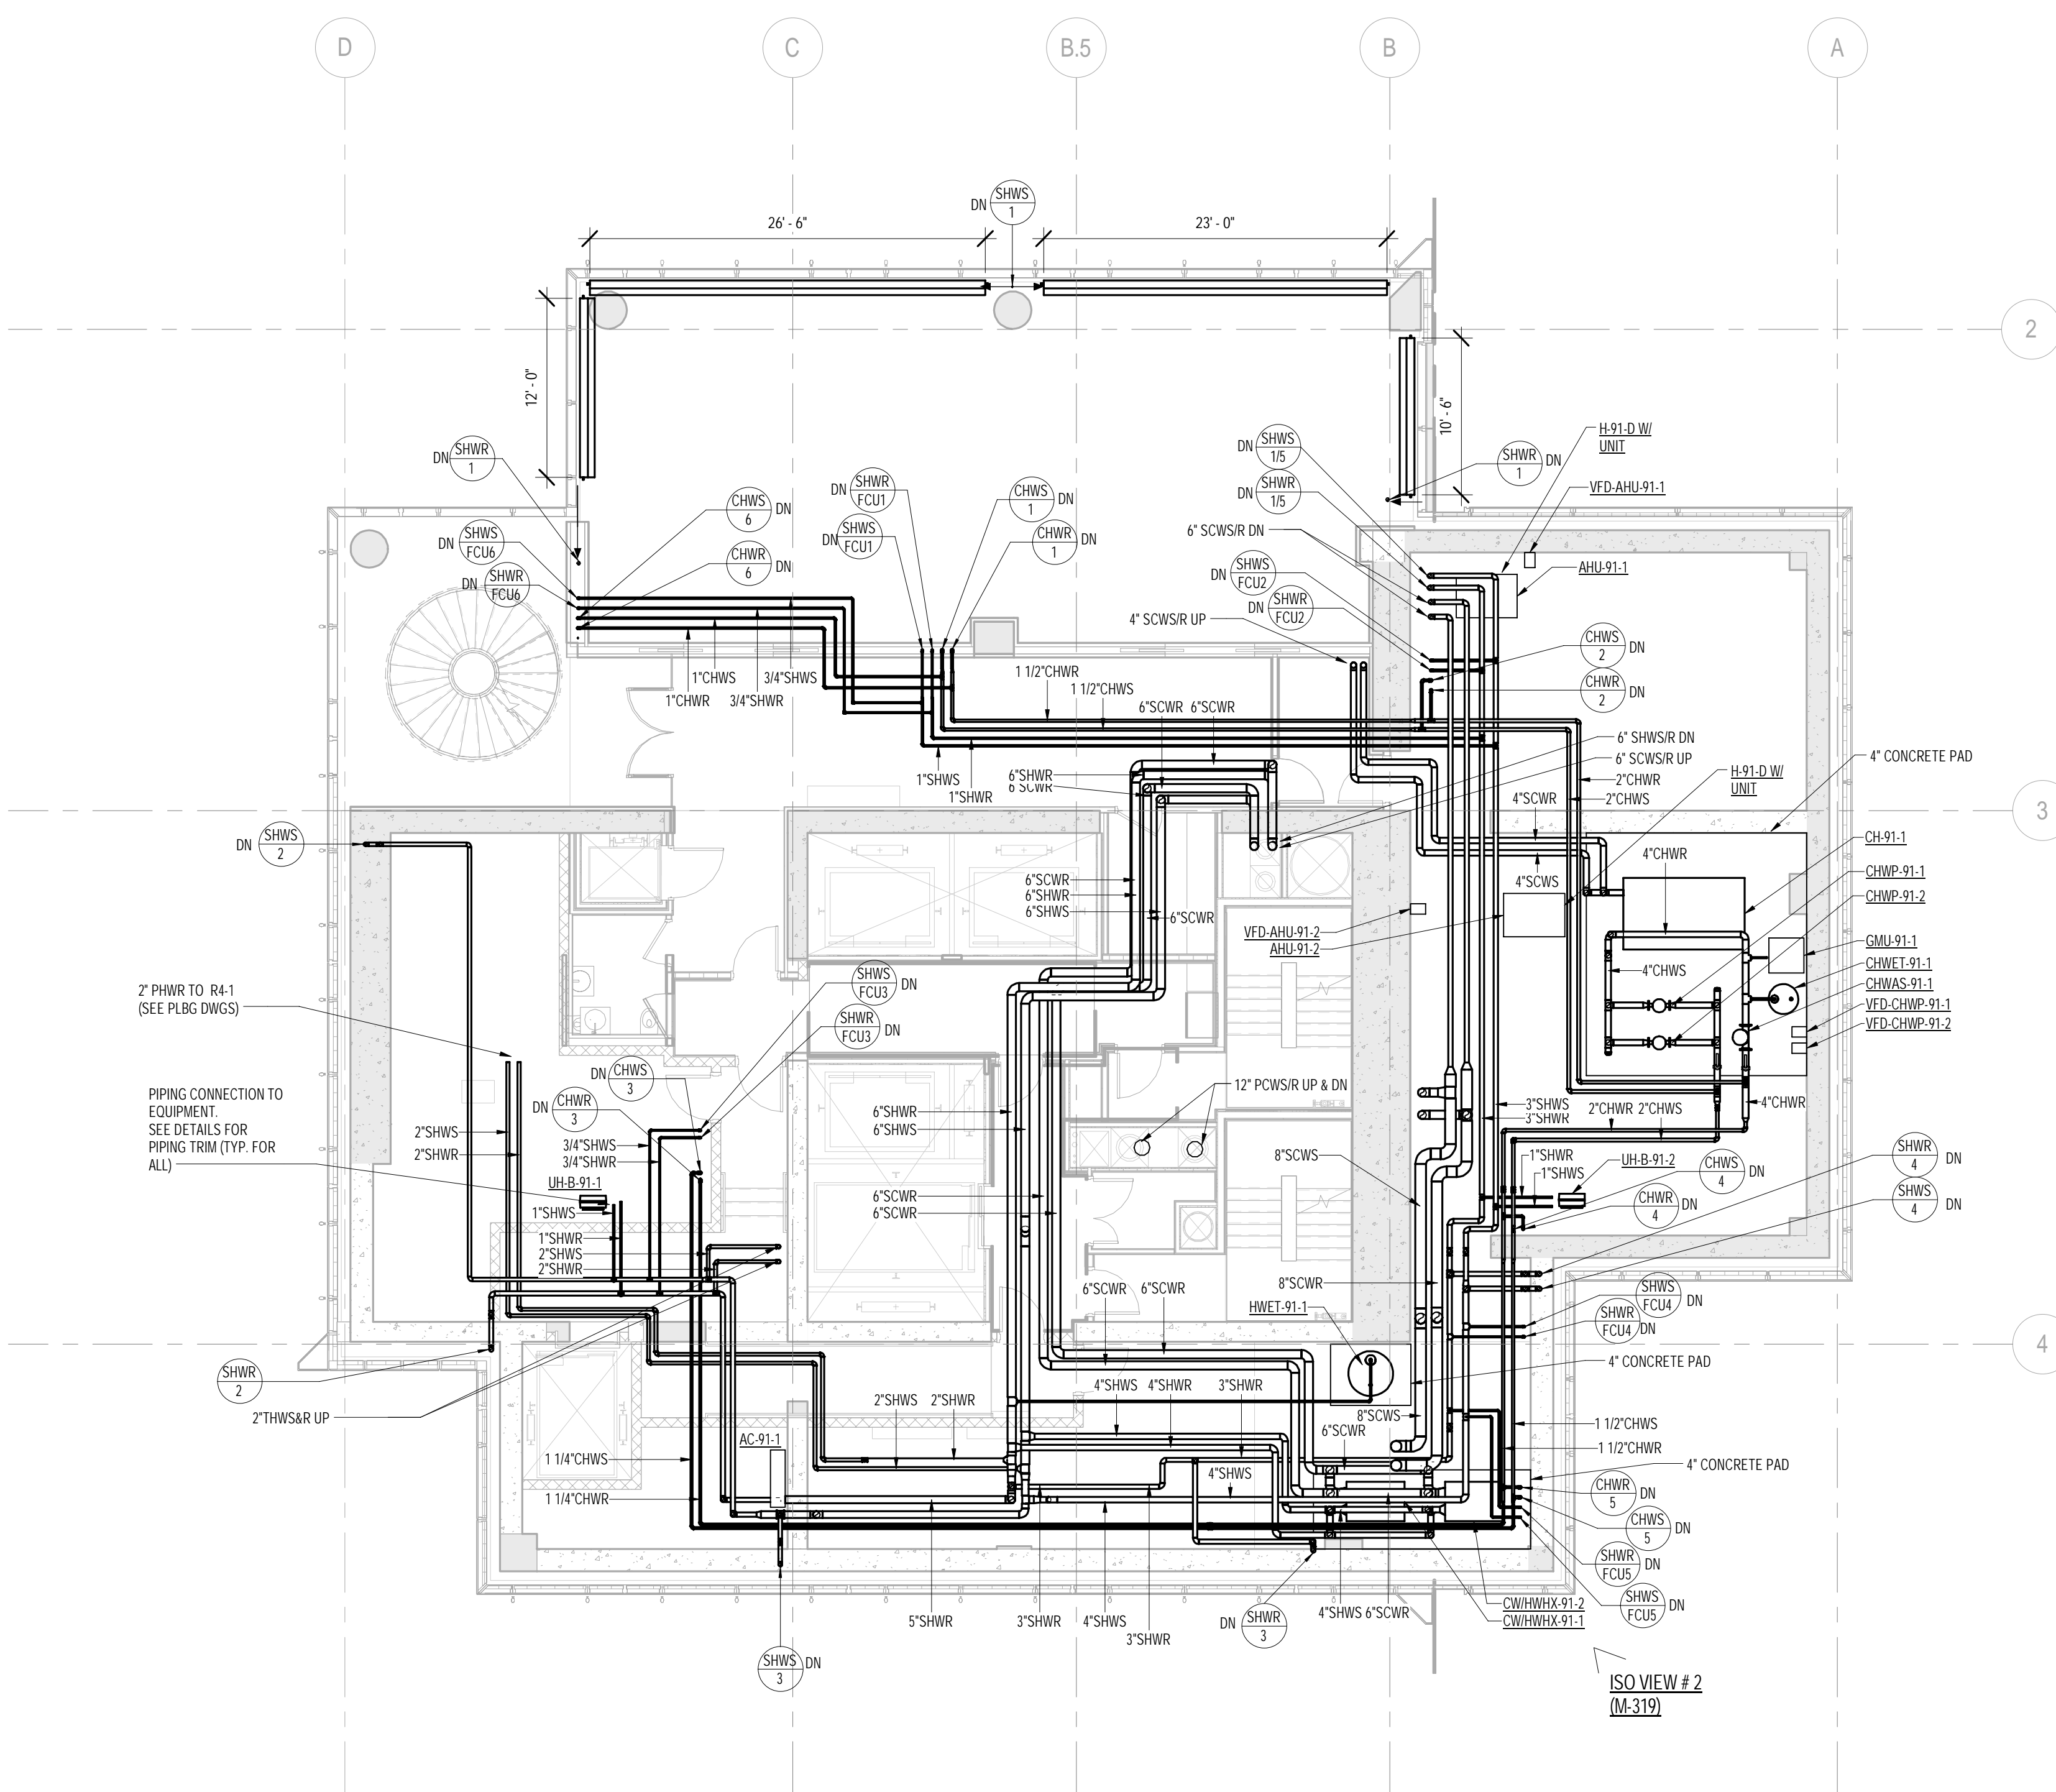 D
C
B.5
B
A
SHWS
1
DN
26' - 6"
23' - 0"
2
12' - 0"
10' - 6"
H-91-D W/
UNIT
SHWS
1/5
DN
SHWR
1
DN
SHWR
1
DN
SHWR
FCU1
DN
SHWR
1/5
DN
VFD-AHU-91-1
CHWS
6
DN
CHWS
1
DN
SHWS
FCU6
DN
SHWS
FCU1
DN
CHWR
1
DN
6" SCWS/R DN
CHWR
6
DN
SHWR
FCU6
DN
SHWS
FCU2
DN
AHU-91-1
SHWR
FCU2
DN
4" SCWS/R UP
CHWS
2
DN
1"CHWS
3/4"SHWS
1"CHWR
3/4"SHWR
1 1/2"CHWR
1 1/2"CHWS
CHWR
2
DN
6"SCWR
6"SCWR
6" SHWS/R DN
6" SCWS/R UP
4" CONCRETE PAD
1"SHWS
1"SHWR
6"SHWR
6"SCWR
2"CHWR
2"CHWS
H-91-D W/
UNIT
3
4"SCWR
SHWS
2
DN
4"CHWR
CH-91-1
CHWP-91-1
CHWP-91-2
6"SCWR
6"SHWR
6"SHWS
6"SCWR
4"SCWS
VFD-AHU-91-2
AHU-91-2
GMU-91-1
CHWET-91-1
CHWAS-91-1
VFD-CHWP-91-1
VFD-CHWP-91-2
4"CHWS
2" PHWR TO R4-1
(SEE PLBG DWGS)
SHWS
FCU3
DN
SHWR
FCU3
DN
CHWS
3
DN
CHWR
3
DN
PIPING CONNECTION TO
EQUIPMENT.
SEE DETAILS FOR
PIPING TRIM (TYP. FOR
ALL)
2"SHWS
2"SHWR
3/4"SHWS
3/4"SHWR
UH-B-91-1
1"SHWS
1"SHWR
2"SHWS
2"SHWR
12" PCWS/R UP & DN
6"SHWR
6"SHWS
3"SHWS
3"SHWR
2"CHWR
2"CHWS
4"CHWR
8"SCWS
1"SHWR
1"SHWS
UH-B-91-2
CHWS
4
DN
SHWR
4
DN
CHWR
4
DN
SHWS
4
DN
6"SCWR
6"SCWR
6"SCWR
6"SCWR
8"SCWR
HWET-91-1
SHWS
FCU4
DN
SHWR
FCU4
DN
4
4" CONCRETE PAD
SHWR
2
2"THWS&R UP
2"SHWS
2"SHWR
4"SHWS
4"SHWR
3"SHWR
8"SCWS
6"SCWR
1 1/2"CHWS
1 1/2"CHWR
AC-91-1
1 1/4"CHWS
1 1/4"CHWR
4"SHWS
4" CONCRETE PAD
CHWR
5
DN
CHWS
5
DN
SHWR
FCU5
DN
SHWS
FCU5
DN
5"SHWR
3"SHWR
4"SHWS
3"SHWR
SHWR
3
DN
4"SHWS
6"SCWR
CW/HWHX-91-2
CW/HWHX-91-1
SHWS
3
DN
ISO VIEW # 2
(M-319)